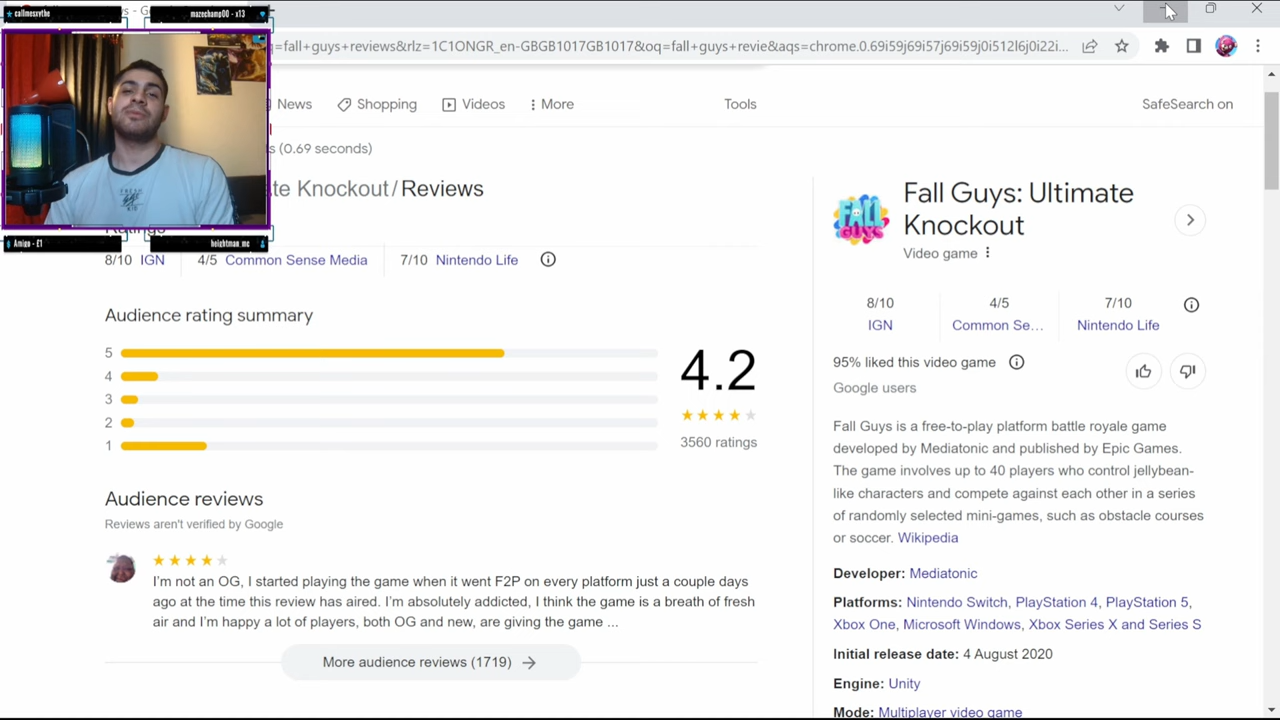 callmesxythe
mazechamp00 - x13
q=fall+guys+reviews&rlz=1C1ONGR_en-GBGB1017GB1017&oq=fall+guys+revie&aqs=chrome.0.69i59j69i57j69i59j0i512l6j0i22i...
News
Shopping
Videos
More
Tools
SafeSearch on
(0.69 seconds)
te Knockout / Reviews
Ratings
Amigo - £1
heightman_mc
8/10 IGN
4/5 Common Sense Media
7/10 Nintendo Life
Audience rating summary
5
4
3
2
1
4.2
3560 ratings
Audience reviews
Reviews aren't verified by Google
I'm not an OG, I started playing the game when it went F2P on every platform just a couple days
ago at the time this review has aired. I'm absolutely addicted, I think the game is a breath of fresh
air and I'm happy a lot of players, both OG and new, are giving the game ...
More audience reviews (1719)
FALL
GUYS
Fall Guys: Ultimate
Knockout
Video game
8/10
IGN
4/5
Common Se...
7/10
Nintendo Life
95% liked this video game
Google users
Fall Guys is a free-to-play platform battle royale game
developed by Mediatonic and published by Epic Games.
The game involves up to 40 players who control jellybean-
like characters and compete against each other in a series
of randomly selected mini-games, such as obstacle courses
or soccer. Wikipedia
Developer: Mediatonic
Platforms: Nintendo Switch, PlayStation 4, PlayStation 5,
Xbox One, Microsoft Windows, Xbox Series X and Series S
Initial release date: 4 August 2020
Engine: Unity
Mode: Multiplayer video game